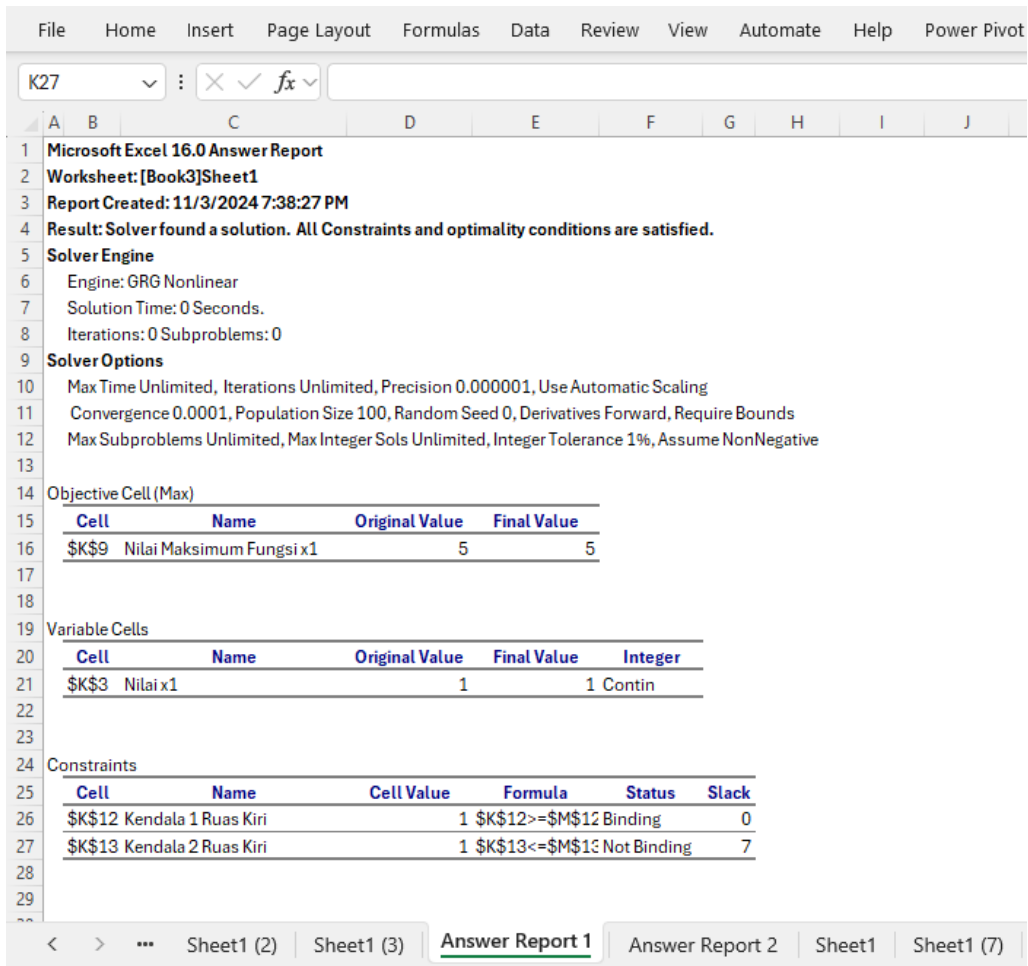 File Home Insert Page Layout Formulas Data Review View Automate Help Power Pivot
K27 fx
A B C D E F G H I J
1 Microsoft Excel 16.0 Answer Report
2 Worksheet: [Book3]Sheet1
3 Report Created: 11/3/2024 7:38:27 PM
4 Result: Solver found a solution. All Constraints and optimality conditions are satisfied.
5 Solver Engine
6 Engine: GRG Nonlinear
7 Solution Time: 0 Seconds.
8 Iterations: 0 Subproblems: 0
9 Solver Options
10 Max Time Unlimited, Iterations Unlimited, Precision 0.000001, Use Automatic Scaling
11 Convergence 0.0001, Population Size 100, Random Seed 0, Derivatives Forward, Require Bounds
12 Max Subproblems Unlimited, Max Integer Sols Unlimited, Integer Tolerance 1%, Assume NonNegative
13
14 Objective Cell (Max)
15 Cell Name Original Value Final Value
16 $K$9 Nilai Maksimum Fungsi x1 5 5
17
18
19 Variable Cells
20 Cell Name Original Value Final Value Integer
21 $K$3 Nilai x1 1 1 Contin
22
23
24 Constraints
25 Cell Name Cell Value Formula Status Slack
26 $K$12 Kendala 1 Ruas Kiri 1 $K$12>=$M$12 Binding 0
27 $K$13 Kendala 2 Ruas Kiri 1 $K$13<=$M$13 Not Binding 7
28
29
Sheet1 (2) Sheet1 (3) Answer Report 1 Answer Report 2 Sheet1 Sheet1 (7)